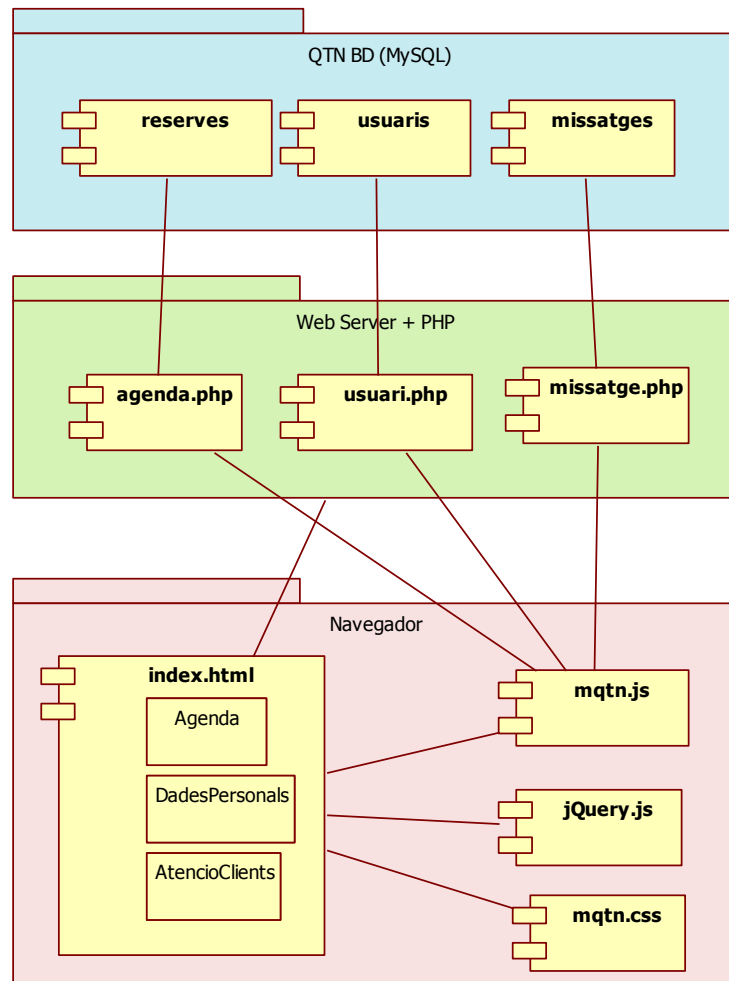 QTN BD (MySQL)
reserves
usuaris
missatges
Web Server + PHP
agenda.php
usuari.php
missatge.php
Navegador
index.html
Agenda
DadesPersonals
AtencioClients
mqtn.js
jQuery.js
mqtn.css